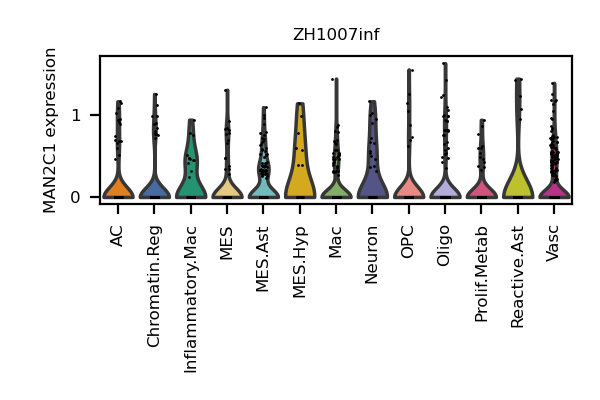 ZH1007inf
MAN2C1 expression
1
0
AC
Chromatin.Reg
Inflammatory.Mac
MES
MES.Ast
MES.Hyp
Mac
Neuron
OPC
Oligo
Prolif.Metab
Reactive.Ast
Vasc